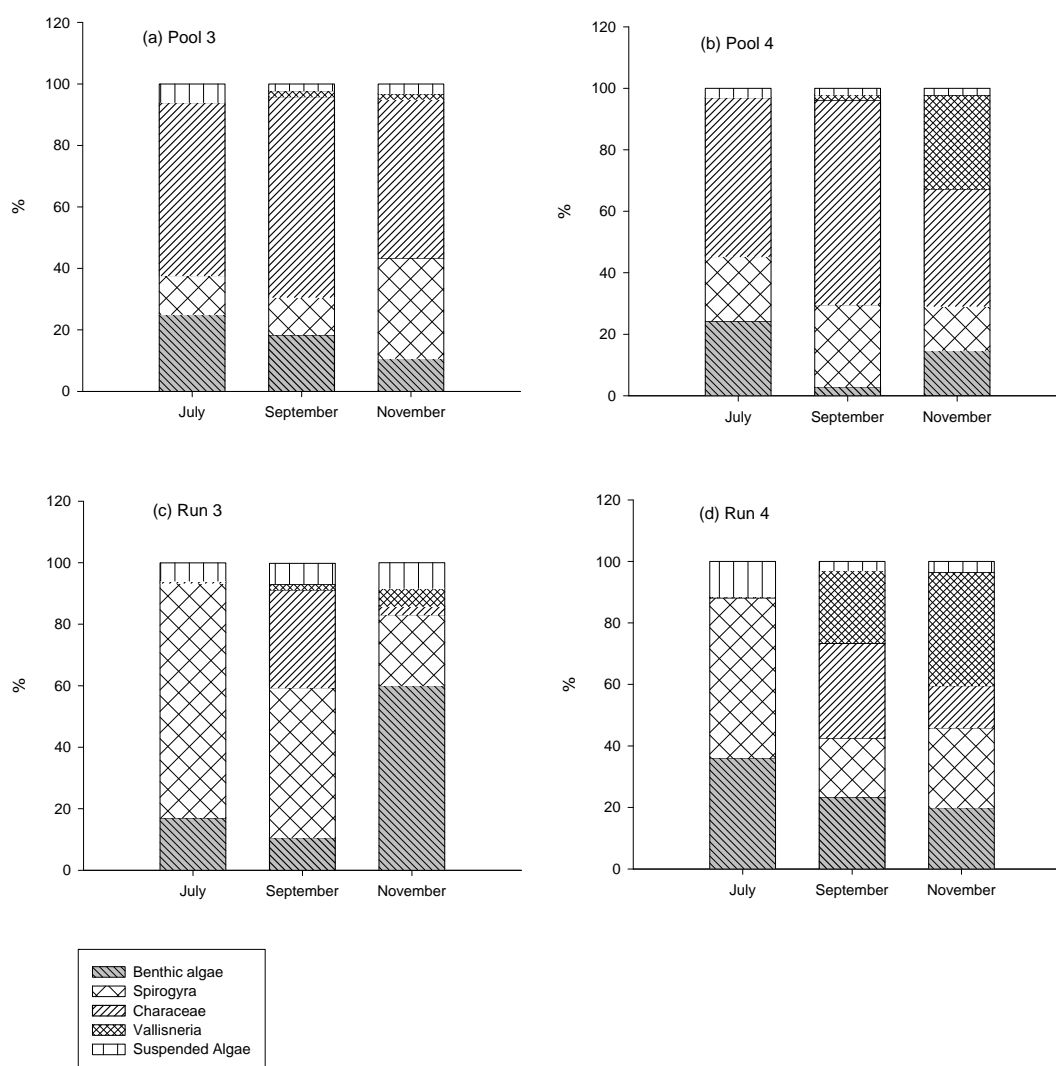 (a) Pool 3
120
100
80
60
40
20
0
%
July September November
(b) Pool 4
120
100
80
60
40
20
0
%
July September November
(c) Run 3
120
100
80
60
40
20
0
%
July September November
(d) Run 4
120
100
80
60
40
20
0
%
July September November
Benthic algae
Spirogyra
Characeae
Vallisneria
Suspended Algae